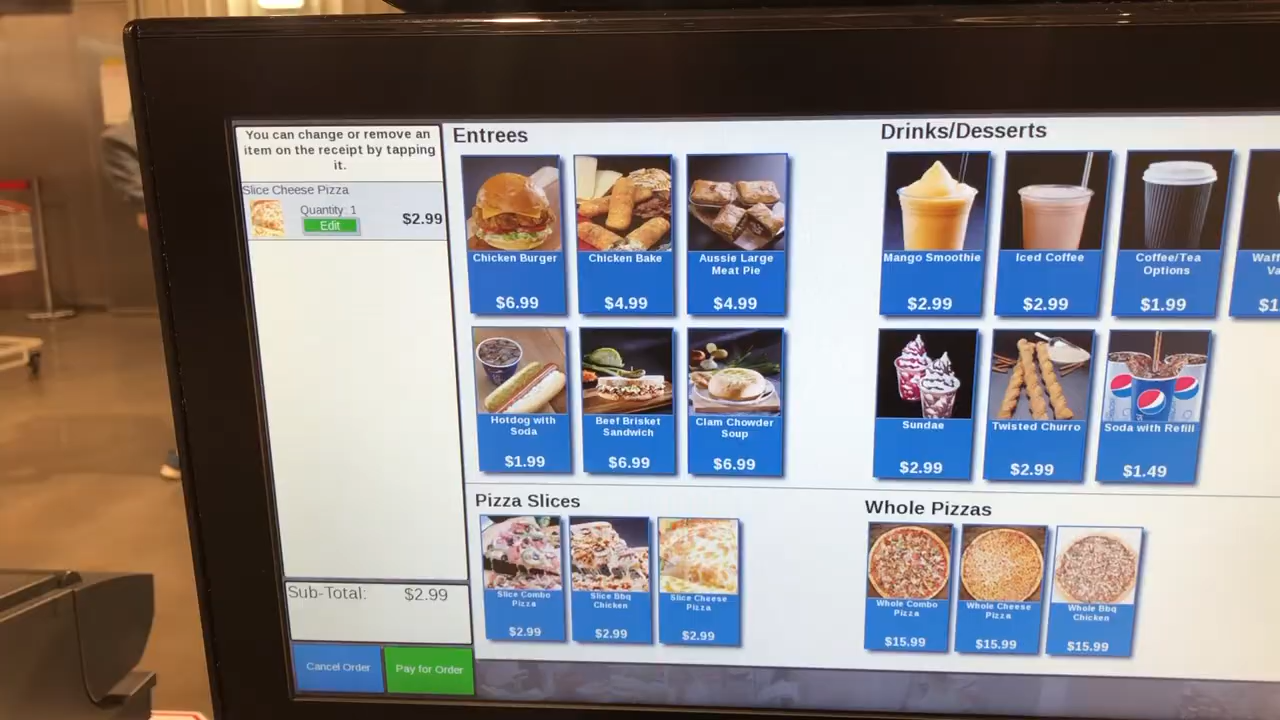 You can change or remove an
item on the receipt by tapping
it.
Slice Cheese Pizza
Quantity: 1
Edit
$2.99
Sub-Total: $2.99
Cancel Order
Pay for Order
Entrees
Chicken Burger
$6.99
Chicken Bake
$4.99
Aussie Large
Meat Pie
$4.99
Hotdog with
Soda
$1.99
Beef Brisket
Sandwich
$6.99
Clam Chowder
Soup
$6.99
Drinks/Desserts
Mango Smoothie
$2.99
Iced Coffee
$2.99
Coffee/Tea
Options
$1.99
Sundae
$2.99
Twisted Churro
$2.99
Soda with Refill
$1.49
Pizza Slices
Slice Combo
Pizza
$2.99
Slice Bbq
Chicken
$2.99
Slice Cheese
Pizza
$2.99
Whole Pizzas
Whole Combo
Pizza
$15.99
Whole Cheese
Pizza
$15.99
Whole Bbq
Chicken
$15.99